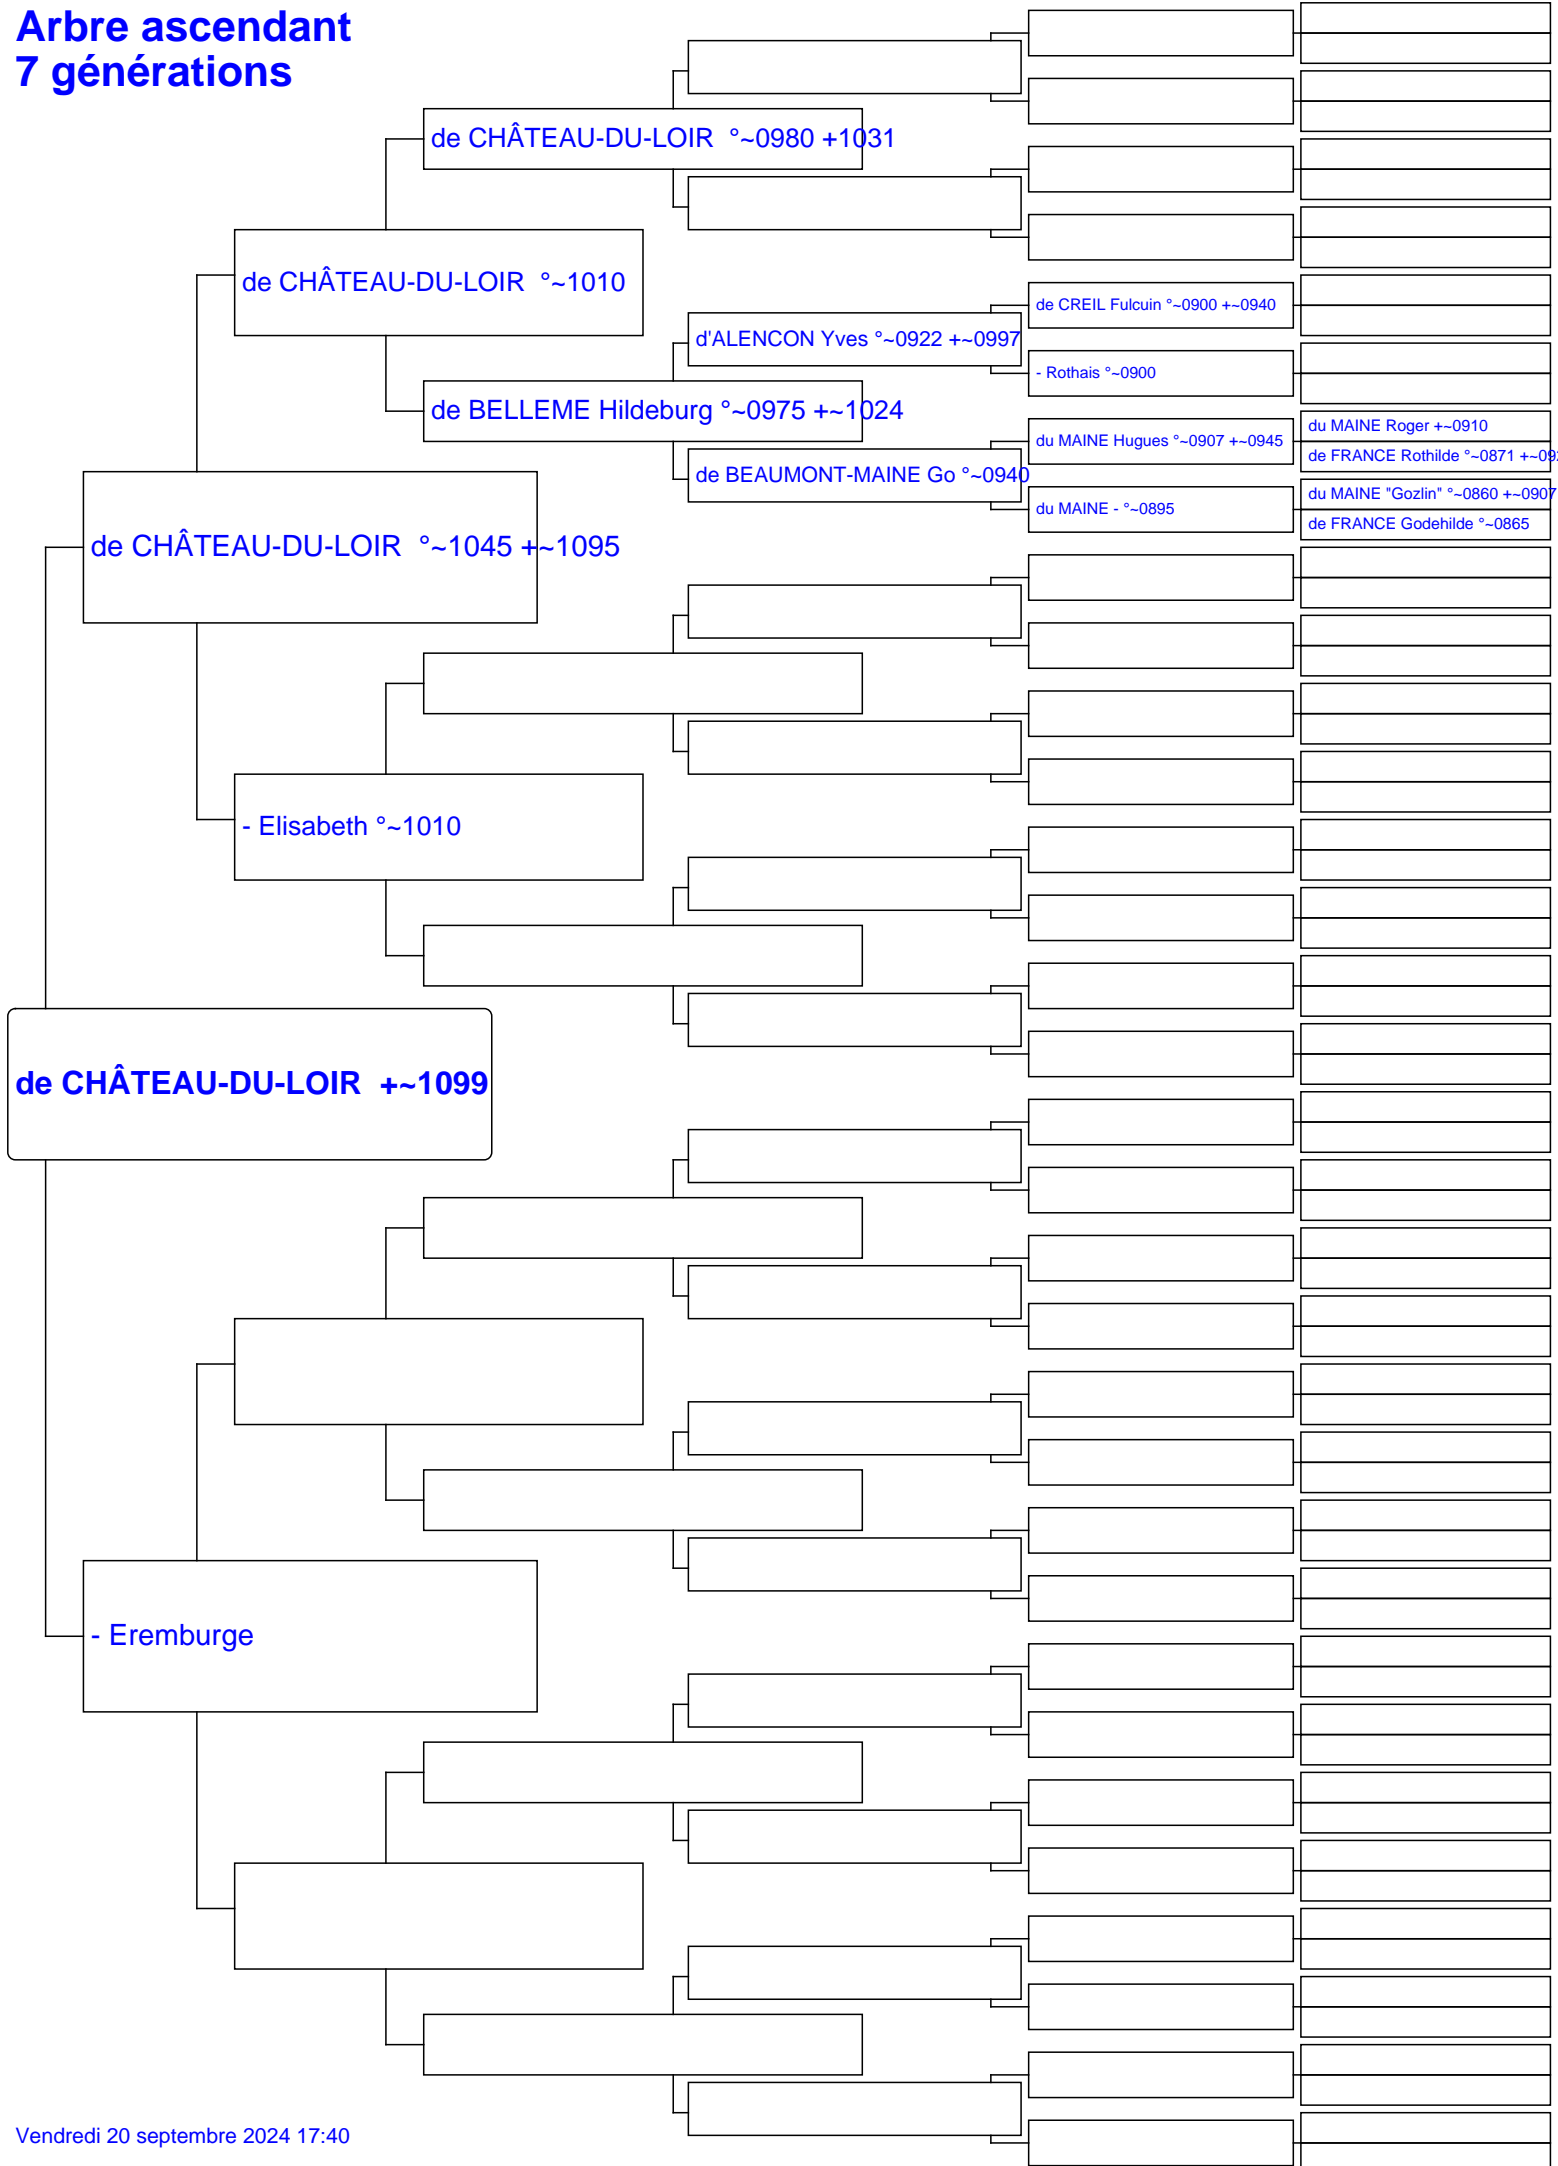 Arbre ascendant
7 générations
de CHÂTEAU-DU-LOIR °~0980 +1031
de CHÂTEAU-DU-LOIR °~1010
de CREIL Fulcuin °~0900 +~0940
d'ALENCON Yves °~0922 +~0997
- Rothais °~0900
de BELLEME Hildeburg °~0975 +~1024
du MAINE Roger +~0910
du MAINE Hugues °~0907 +~0945
de FRANCE Rothilde °~0871 +~09
de BEAUMONT-MAINE Go °~0940
du MAINE "Gozlin" °~0860 +~0907
du MAINE - °~0895
de FRANCE Godehilde °~0865
de CHÂTEAU-DU-LOIR °~1045 +~1095
- Elisabeth °~1010
de CHÂTEAU-DU-LOIR +~1099
- Eremburge
Vendredi 20 septembre 2024 17:40